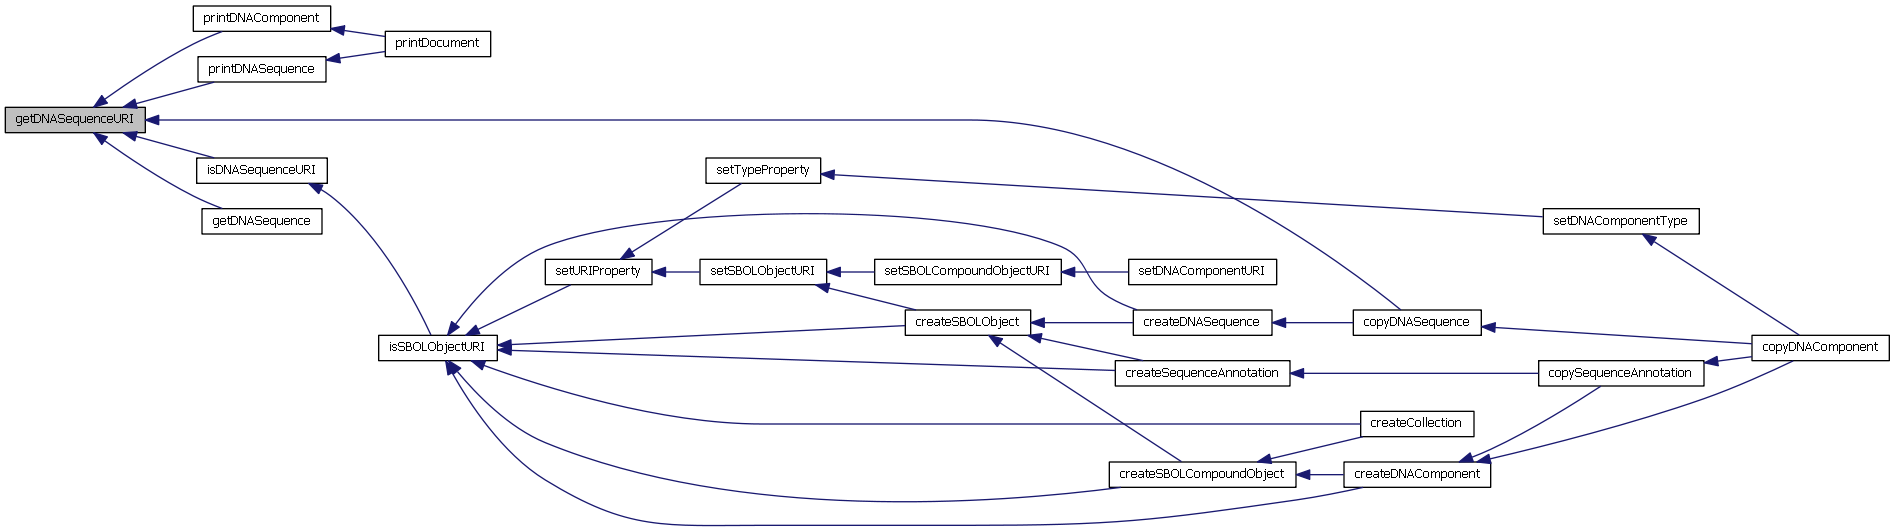 printDNAComponent
printDocument
printDNASequence
getDNASequenceURI
isDNASequenceURI
setTypeProperty
getDNASequence
setDNAComponentType
setURIProperty
setSBOLObjectURI
setSBOLCompoundObjectURI
setDNAComponentURI
createSBOLObject
createDNASequence
copyDNASequence
isSBOLObjectURI
copyDNAComponent
createSequenceAnnotation
copySequenceAnnotation
createCollection
createSBOLCompoundObject
createDNAComponent